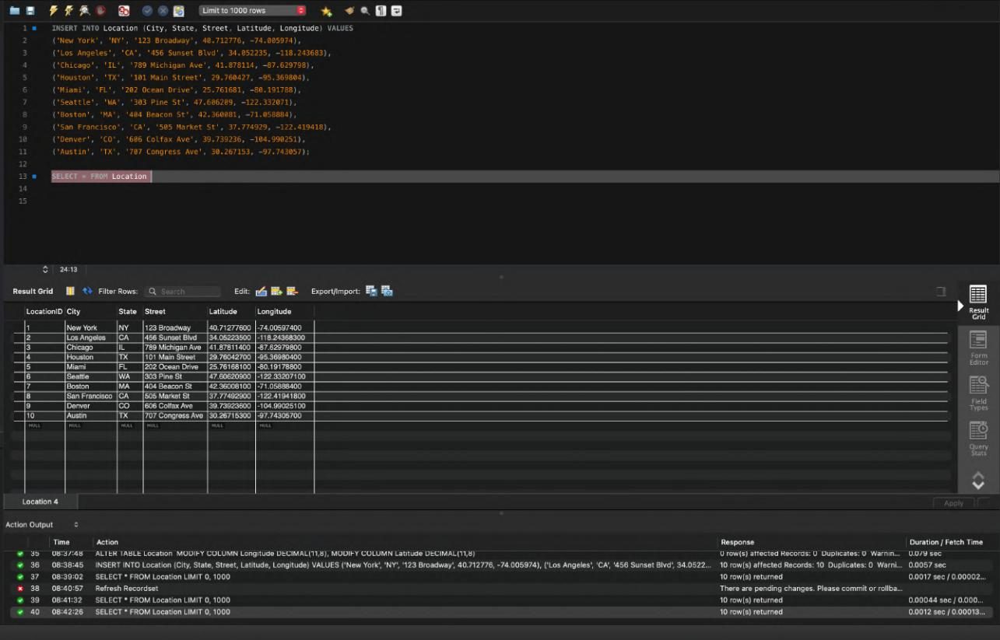 Limit to 1000 rows
1 INSERT INTO Location (City, State, Street, Latitude, Longitude) VALUES
2 ('New York', 'NY', '123 Broadway', 40.712776, -74.005974),
3 ('Los Angeles', 'CA', '456 Sunset Blvd', 34.052235, -118.243683),
4 ('Chicago', 'IL', '789 Michigan Ave', 41.878114, -87.629798),
5 ('Houston', 'TX', '101 Main Street', 29.760427, -95.369804),
6 ('Miami', 'FL', '202 Ocean Drive', 25.761681, -80.191788),
7 ('Seattle', 'WA', '303 Pine St', 47.606209, -122.332071),
8 ('Boston', 'MA', '404 Beacon St', 42.360081, -71.058884),
9 ('San Francisco', 'CA', '505 Market St', 37.774929, -122.419418),
10 ('Denver', 'CO', '606 Colfax Ave', 39.739236, -104.990251),
11 ('Austin', 'TX', '707 Congress Ave', 30.267153, -97.743057);
12
13 SELECT * FROM Location
14
15
24:13
Result Grid Filter Rows: Search Edit: Export/Import:
LocationID City State Street Latitude Longitude
1 New York NY 123 Broadway 40.71277600 -74.00597400
2 Los Angeles CA 456 Sunset Blvd 34.05223500 -118.24368300
3 Chicago IL 789 Michigan Ave 41.87811400 -87.62979800
4 Houston TX 101 Main Street 29.76042700 -95.36980400
5 Miami FL 202 Ocean Drive 25.76168100 -80.19178800
6 Seattle WA 303 Pine St 47.60620900 -122.33207100
7 Boston MA 404 Beacon St 42.36008100 -71.05888400
8 San Francisco CA 505 Market St 37.77492900 -122.41941800
9 Denver CO 606 Colfax Ave 39.73923600 -104.99025100
10 Austin TX 707 Congress Ave 30.26715300 -97.74305700
NULL NULL NULL NULL NULL NULL
Result
Grid
Form
Editor
Field
Types
Query
Stats
Location 4
Apply
Action Output
Time Action Response Duration / Fetch Time
35 08:37:48 ALTER TABLE Location MODIFY COLUMN Longitude DECIMAL(11,8), MODIFY COLUMN Latitude DECIMAL(11,8) 0 row(s) affected Records: 0 Duplicates: 0 Warnin... 0.079 sec
36 08:38:45 INSERT INTO Location (City, State, Street, Latitude, Longitude) VALUES ('New York', 'NY', '123 Broadway', 40.712776, -74.005974), ('Los Angeles', 'CA', '456 Sunset Blvd', 34.0522... 10 row(s) affected Records: 10 Duplicates: 0 Warni... 0.0057 sec
37 08:39:02 SELECT * FROM Location LIMIT 0, 1000 10 row(s) returned 0.0017 sec / 0.00002...
38 08:40:57 Refresh Recordset There are pending changes. Please commit or rollba...
39 08:41:32 SELECT * FROM Location LIMIT 0, 1000 10 row(s) returned 0.00044 sec / 0.000...
40 08:42:26 SELECT * FROM Location LIMIT 0, 1000 10 row(s) returned 0.0012 sec / 0.00013...